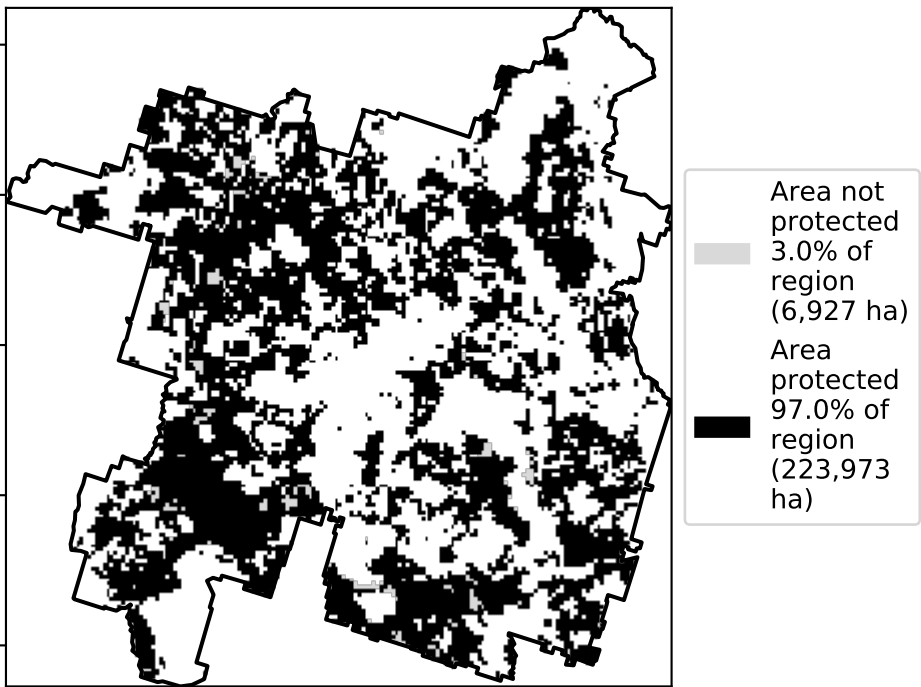 Area not
protected
3.0% of
region
(6,927 ha)
Area
protected
97.0% of
region
(223,973
ha)